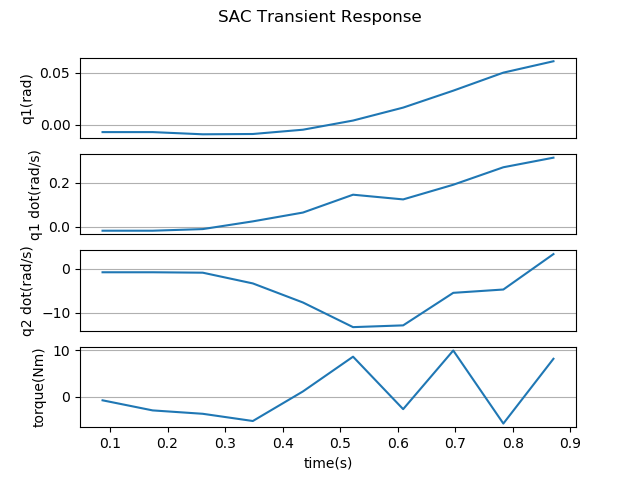 SAC Transient Response
q1(rad)
0.05
0.00
q1 dot(rad/s)
0.2
0.0
q2 dot(rad/s)
0
−10
torque(Nm)
10
0
0.1 0.2 0.3 0.4 0.5 0.6 0.7 0.8 0.9
time(s)